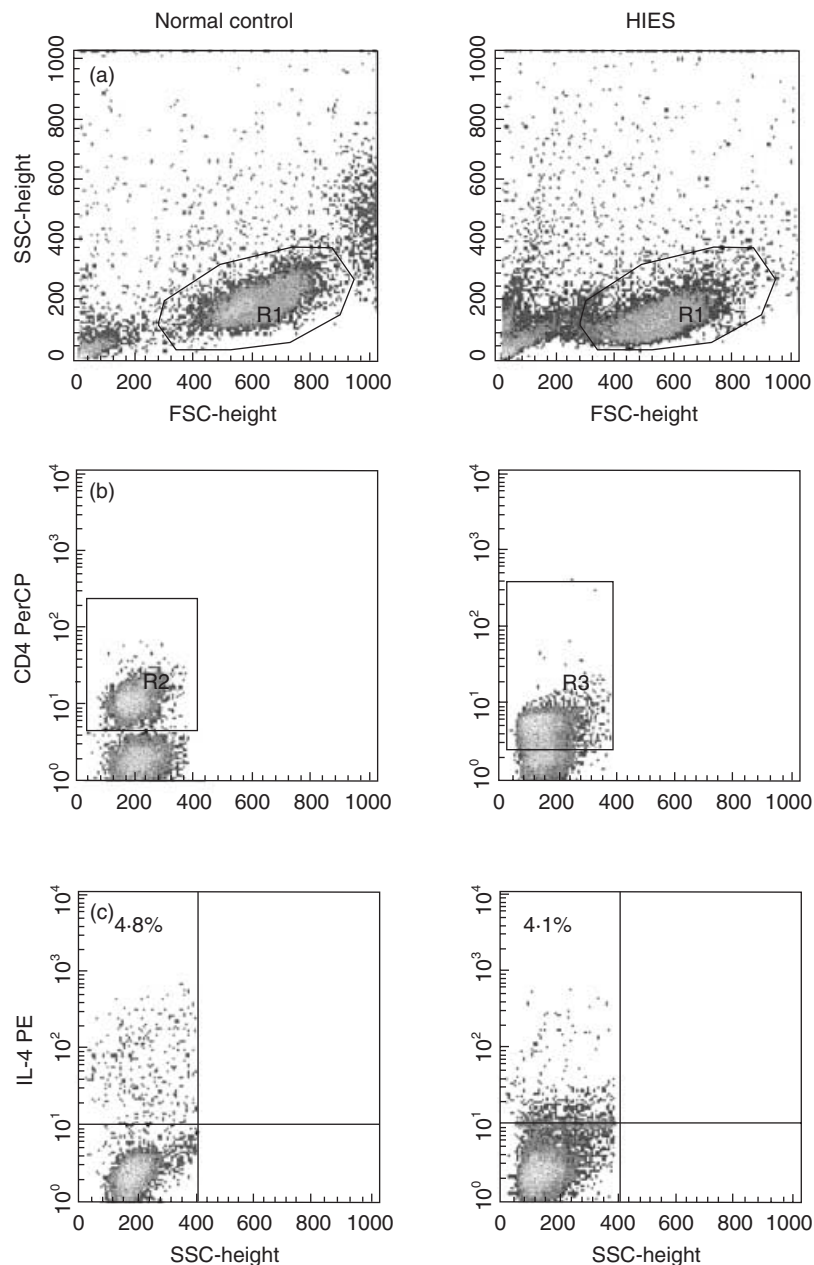 Normal control HIES
(a)
SSC-height
1000
800
600
400
200
0
R1
0 200 400 600 800 1000
FSC-height
1000
800
600
400
200
0
R1
0 200 400 600 800 1000
FSC-height
(b)
CD4 PerCP
10⁴
10³
10²
10¹
10⁰
R2
0 200 400 600 800 1000
10⁴
10³
10²
10¹
10⁰
R3
0 200 400 600 800 1000
(c)
4·8%
IL-4 PE
10⁴
10³
10²
10¹
10⁰
0 200 400 600 800 1000
SSC-height
4·1%
10⁴
10³
10²
10¹
10⁰
0 200 400 600 800 1000
SSC-height